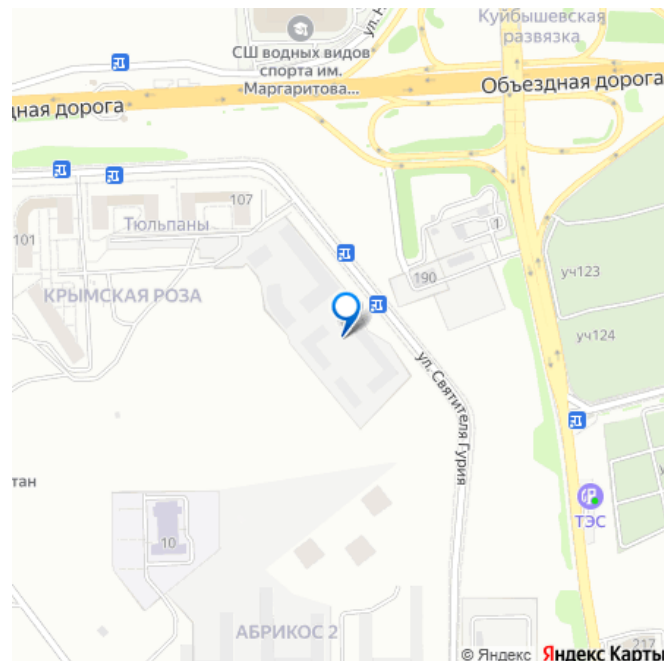 ул. Н
Куйбышевская
развязка
СШ водных видов
спорта им.
Маргаритова...
Объездная дорога
дная дорога
107
Тюльпаны
101
1
190
уч123
КРЫМСКАЯ РОЗА
уч124
ул. Святителя Гурия
тан
ТЭС
10
АБРИКОС 2
217
© Яндекс Яндекс Карты